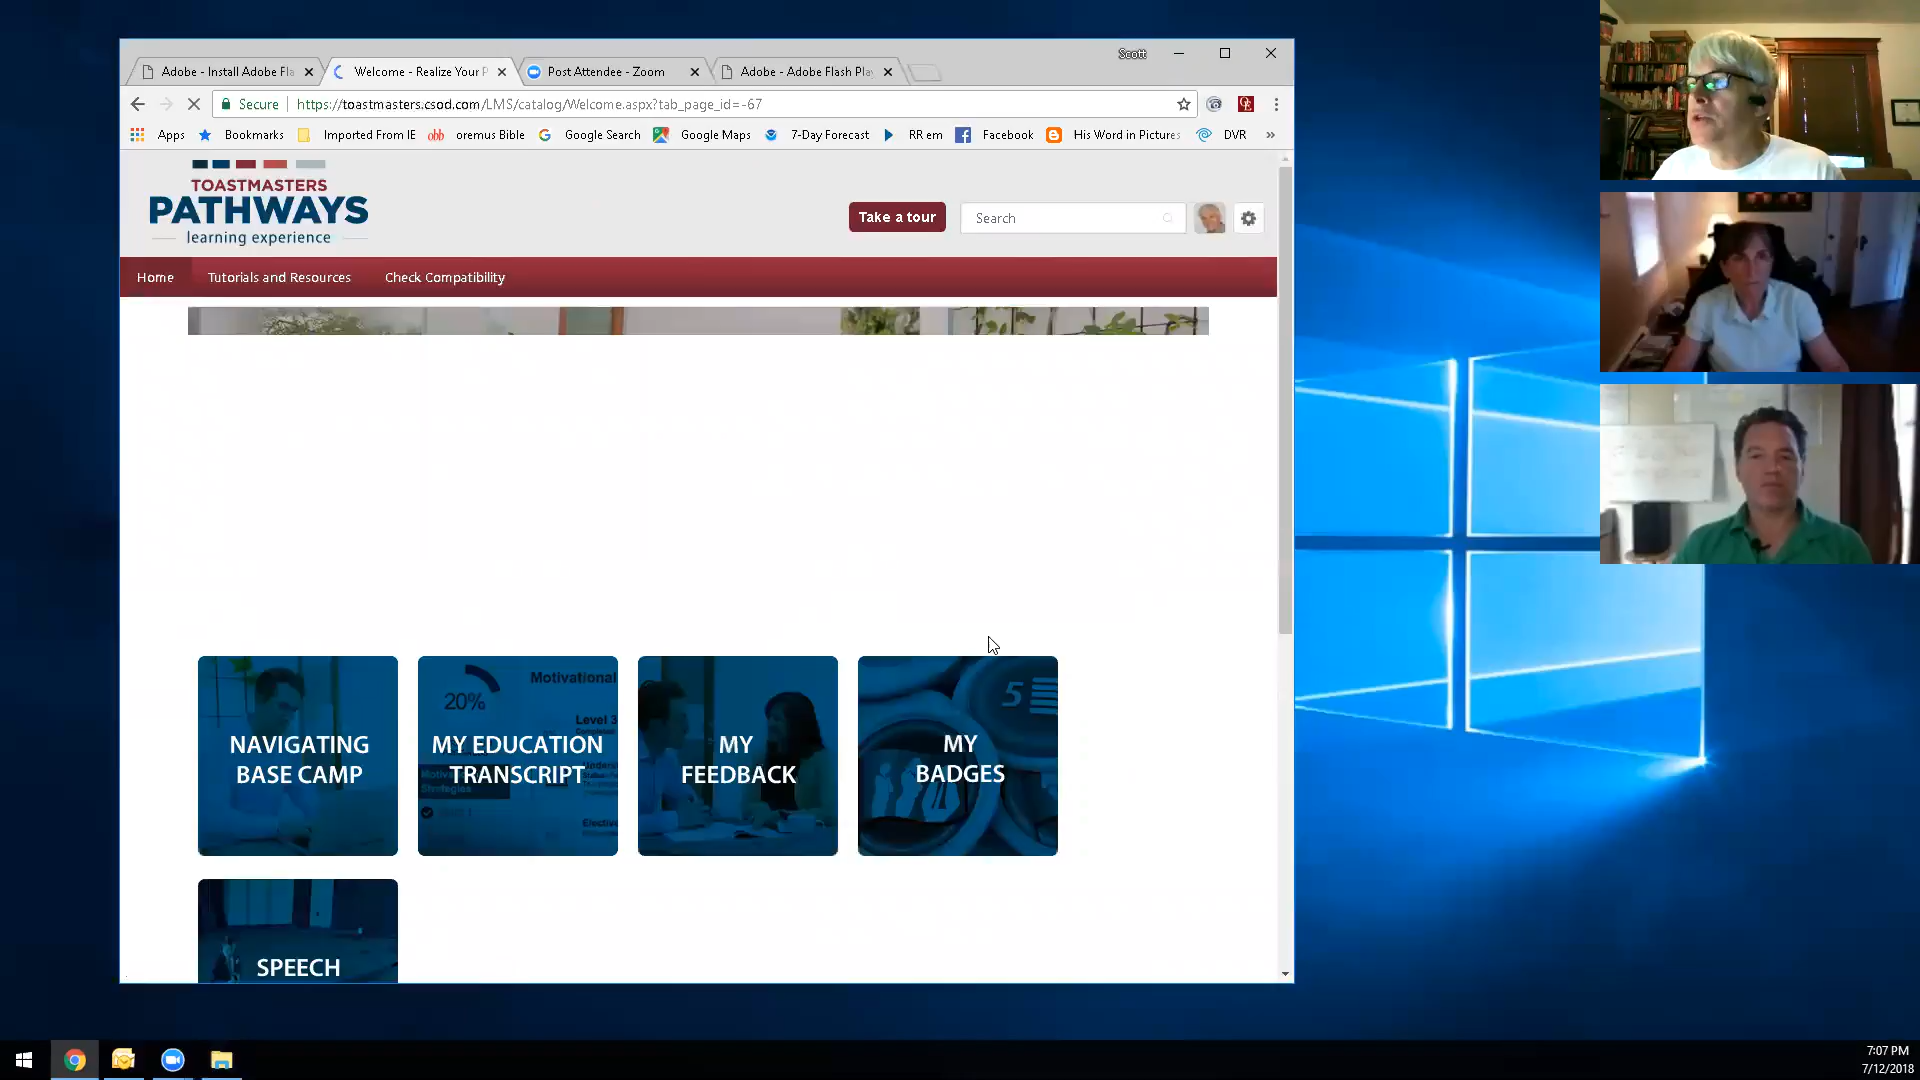 Scott
Adobe - Install Adobe Fla
Welcome - Realize Your P
Post Attendee - Zoom
Adobe - Adobe Flash Pla
Secure
https://toastmasters.csod.com/LMS/catalog/Welcome.aspx?tab_page_id=-67
Apps
Bookmarks
Imported From IE
obb
oremus Bible
Google Search
Google Maps
7-Day Forecast
RR em
Facebook
His Word in Pictures
DVR
»
TOASTMASTERS
PATHWAYS
learning experience
Take a tour
Search
Home
Tutorials and Resources
Check Compatibility
NAVIGATING
BASE CAMP
20%
Motivational
Level 3
MY EDUCATION
TRANSCRIPT
MY
FEEDBACK
5
MY
BADGES
SPEECH
7:07 PM
7/12/2018